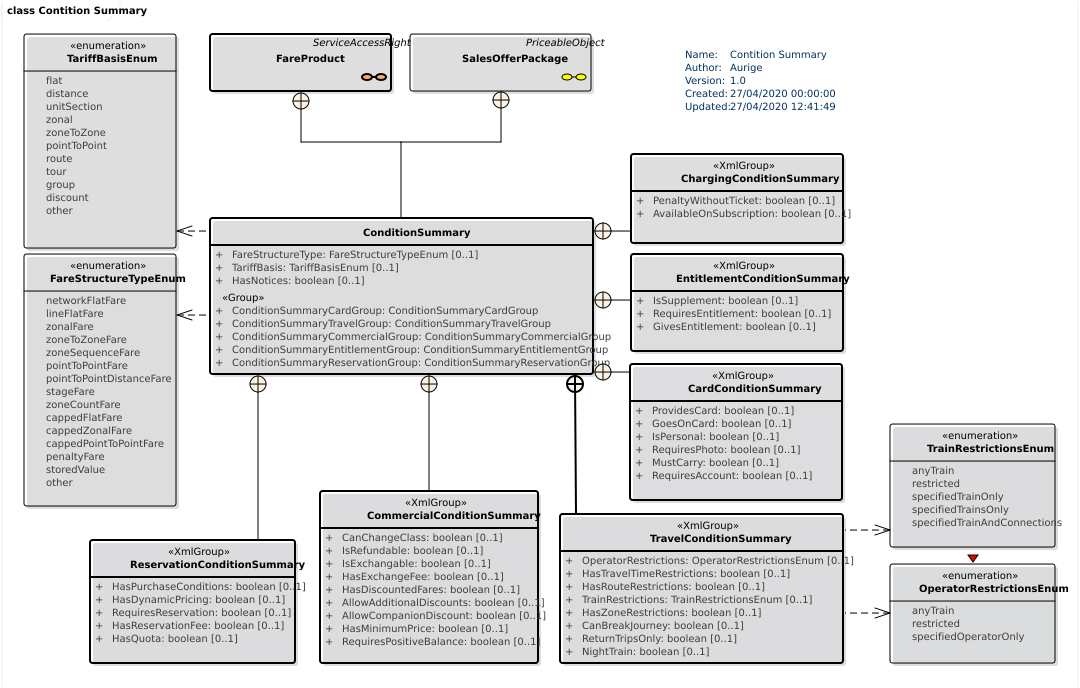 class Contition Summary
«enumeration»
TariffBasisEnum
flat
distance
unitSection
zonal
zoneToZone
pointToPoint
route
tour
group
discount
other
ServiceAccessRight
FareProduct
PriceableObject
SalesOfferPackage
Name: Contition Summary
Author: Aurige
Version: 1.0
Created: 27/04/2020 00:00:00
Updated: 27/04/2020 12:41:49
«XmlGroup»
ChargingConditionSummary
+ PenaltyWithoutTicket: boolean [0..1]
+ AvailableOnSubscription: boolean [0..1]
ConditionSummary
+ FareStructureType: FareStructureTypeEnum [0..1]
+ TariffBasis: TariffBasisEnum [0..1]
+ HasNotices: boolean [0..1]
«Group»
+ ConditionSummaryCardGroup: ConditionSummaryCardGroup
+ ConditionSummaryTravelGroup: ConditionSummaryTravelGroup
+ ConditionSummaryCommercialGroup: ConditionSummaryCommercialGroup
+ ConditionSummaryEntitlementGroup: ConditionSummaryEntitlementGroup
+ ConditionSummaryReservationGroup: ConditionSummaryReservationGroup
«enumeration»
FareStructureTypeEnum
networkFlatFare
lineFlatFare
zonalFare
zoneToZoneFare
zoneSequenceFare
pointToPointFare
pointToPointDistanceFare
stageFare
zoneCountFare
cappedFlatFare
cappedZonalFare
cappedPointToPointFare
penaltyFare
storedValue
other
«XmlGroup»
EntitlementConditionSummary
+ IsSupplement: boolean [0..1]
+ RequiresEntitlement: boolean [0..1]
+ GivesEntitlement: boolean [0..1]
«XmlGroup»
CardConditionSummary
+ ProvidesCard: boolean [0..1]
+ GoesOnCard: boolean [0..1]
+ IsPersonal: boolean [0..1]
+ RequiresPhoto: boolean [0..1]
+ MustCarry: boolean [0..1]
+ RequiresAccount: boolean [0..1]
«enumeration»
TrainRestrictionsEnum
anyTrain
restricted
specifiedTrainOnly
specifiedTrainsOnly
specifiedTrainAndConnections
«XmlGroup»
ReservationConditionSummary
+ HasPurchaseConditions: boolean [0..1]
+ HasDynamicPricing: boolean [0..1]
+ RequiresReservation: boolean [0..1]
+ HasReservationFee: boolean [0..1]
+ HasQuota: boolean [0..1]
«XmlGroup»
CommercialConditionSummary
+ CanChangeClass: boolean [0..1]
+ IsRefundable: boolean [0..1]
+ IsExchangable: boolean [0..1]
+ HasExchangeFee: boolean [0..1]
+ HasDiscountedFares: boolean [0..1]
+ AllowAdditionalDiscounts: boolean [0..1]
+ AllowCompanionDiscount: boolean [0..1]
+ HasMinimumPrice: boolean [0..1]
+ RequiresPositiveBalance: boolean [0..1]
«XmlGroup»
TravelConditionSummary
+ OperatorRestrictions: OperatorRestrictionsEnum [0..1]
+ HasTravelTimeRestrictions: boolean [0..1]
+ HasRouteRestrictions: boolean [0..1]
+ TrainRestrictions: TrainRestrictionsEnum [0..1]
+ HasZoneRestrictions: boolean [0..1]
+ CanBreakJourney: boolean [0..1]
+ ReturnTripsOnly: boolean [0..1]
+ NightTrain: boolean [0..1]
«enumeration»
OperatorRestrictionsEnum
anyTrain
restricted
specifiedOperatorOnly